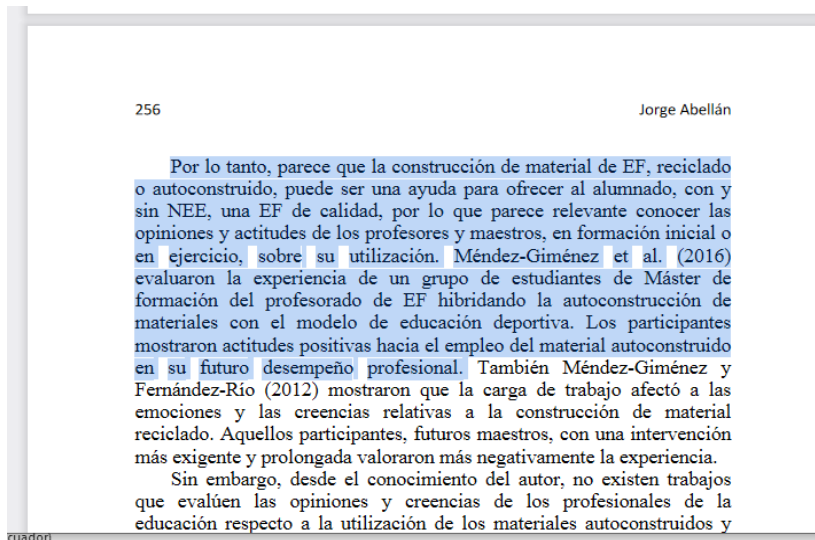 256
Jorge Abellán
Por lo tanto, parece que la construcción de material de EF, reciclado
o autoconstruido, puede ser una ayuda para ofrecer al alumnado, con y
sin NEE, una EF de calidad, por lo que parece relevante conocer las
opiniones y actitudes de los profesores y maestros, en formación inicial o
en ejercicio, sobre su utilización. Méndez-Giménez et al. (2016)
evaluaron la experiencia de un grupo de estudiantes de Máster de
formación del profesorado de EF hibridando la autoconstrucción de
materiales con el modelo de educación deportiva. Los participantes
mostraron actitudes positivas hacia el empleo del material autoconstruido
en su futuro desempeño profesional. También Méndez-Giménez y
Fernández-Río (2012) mostraron que la carga de trabajo afectó a las
emociones y las creencias relativas a la construcción de material
reciclado. Aquellos participantes, futuros maestros, con una intervención
más exigente y prolongada valoraron más negativamente la experiencia.
Sin embargo, desde el conocimiento del autor, no existen trabajos
que evalúen las opiniones y creencias de los profesionales de la
educación respecto a la utilización de los materiales autoconstruidos y
cuador)